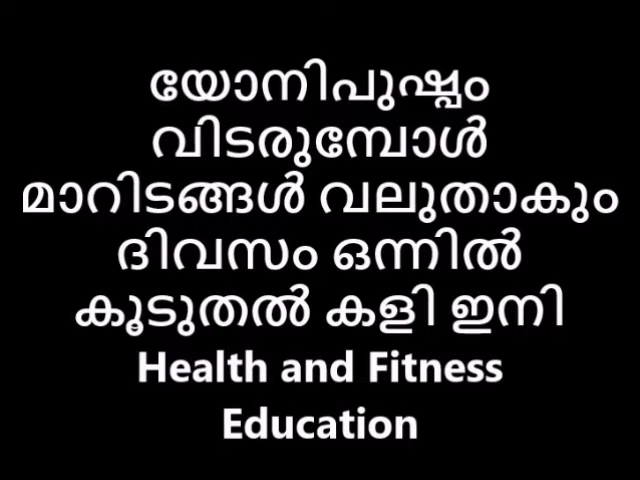 യോനിപുഷ്പം
വിടരുമ്പോൾ
മാറിടങ്ങൾ വലുതാകും
ദിവസം ഒന്നിൽ
കൂടുതൽ കളി ഇനി
Health and Fitness
Education